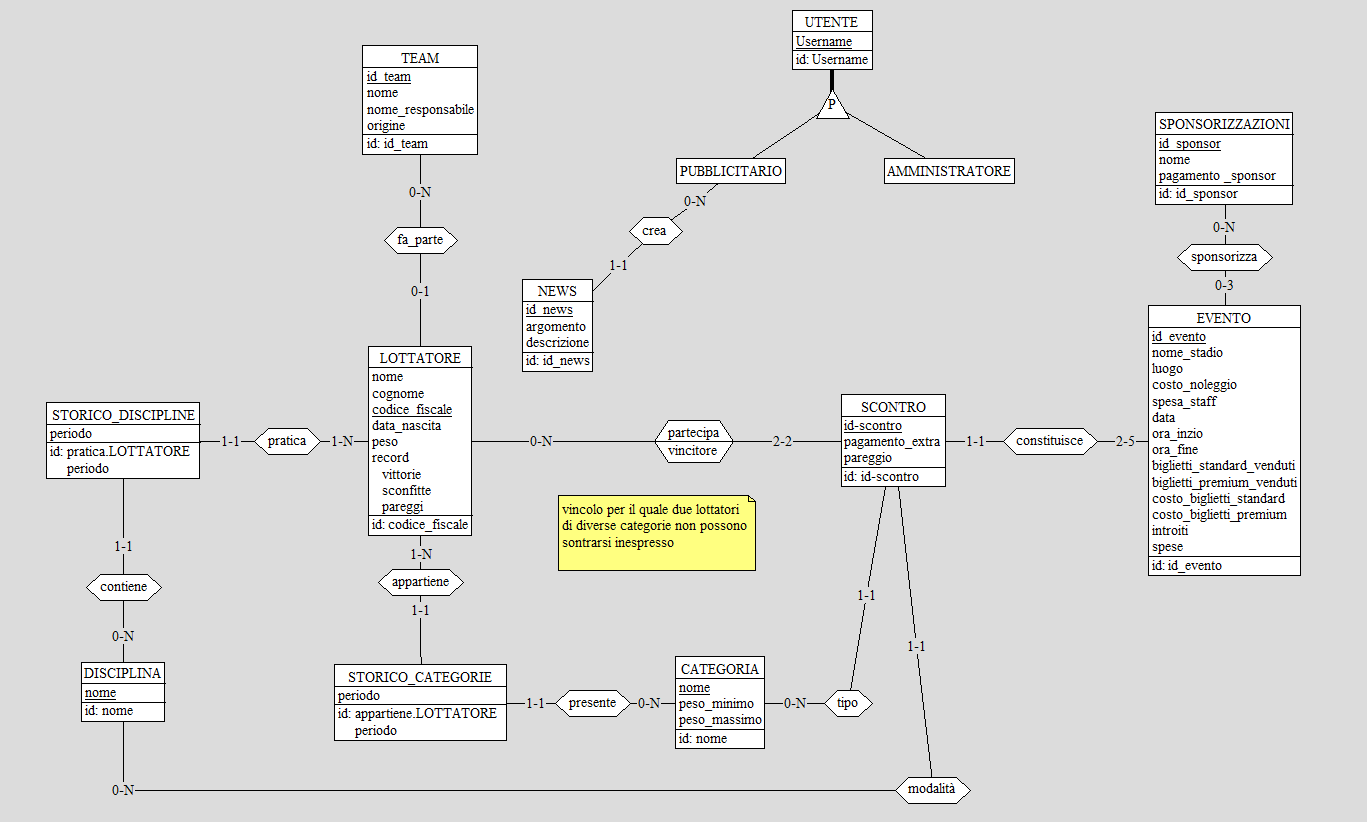 UTENTE
Username
id: Username
P
PUBBLICITARIO
AMMINISTRATORE
0-N
crea
1-1
NEWS
id_news
argomento
descrizione
id: id_news
TEAM
id_team
nome
nome_responsabile
origine
id: id_team
0-N
fa_parte
0-1
LOTTATORE
nome
cognome
codice_fiscale
data_nascita
peso
record
vittorie
sconfitte
pareggi
id: codice_fiscale
STORICO_DISCIPLINE
periodo
id: pratica.LOTTATORE
periodo
1-1
pratica
1-N
1-1
contiene
0-N
DISCIPLINA
nome
id: nome
0-N
1-N
appartiene
1-1
STORICO_CATEGORIE
periodo
id: appartiene.LOTTATORE
periodo
1-1
presente
0-N
CATEGORIA
nome
peso_minimo
peso_massimo
id: nome
0-N
tipo
1-1
modalità
1-1
0-N
partecipa
vincitore
2-2
vincolo per il quale due lottatori
di diverse categorie non possono
sontrarsi inespresso
SCONTRO
id-scontro
pagamento_extra
pareggio
id: id-scontro
1-1
constituisce
2-5
SPONSORIZZAZIONI
id_sponsor
nome
pagamento _sponsor
id: id_sponsor
0-N
sponsorizza
0-3
EVENTO
id_evento
nome_stadio
luogo
costo_noleggio
spesa_staff
data
ora_inzio
ora_fine
biglietti_standard_venduti
biglietti_premium_venduti
costo_biglietti_standard
costo_biglietti_premium
introiti
spese
id: id_evento